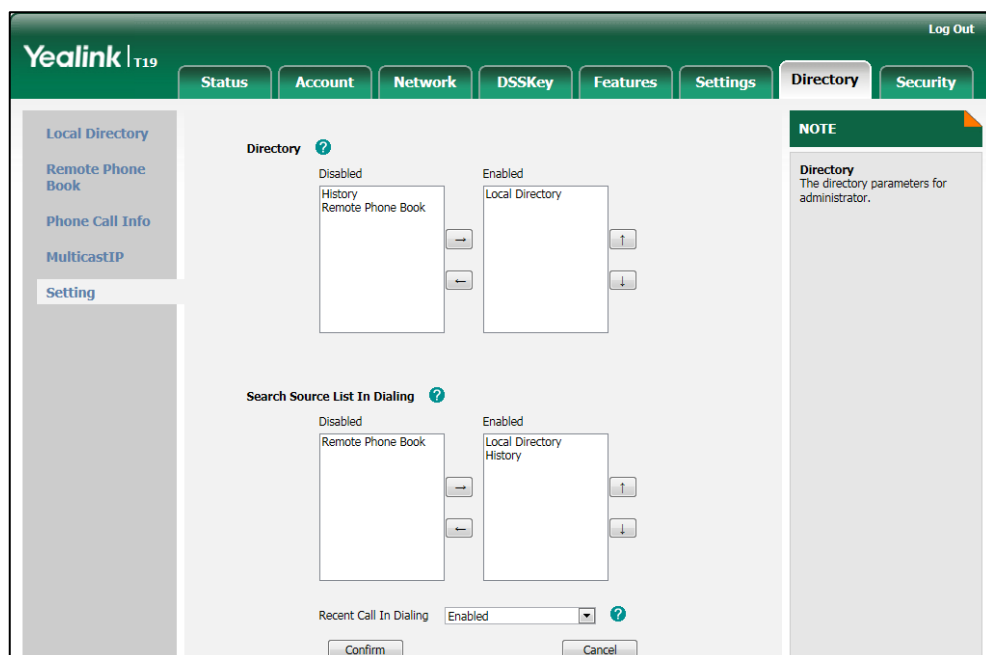 Log Out
Yealink T19
Status Account Network DSSKey Features Settings Directory Security
Local Directory
Remote Phone
Book
Phone Call Info
MulticastIP
Setting
Directory ?
Disabled Enabled
History
Remote Phone Book
Local Directory
→ ↑
← ↓
Search Source List In Dialing ?
Disabled Enabled
Remote Phone Book
Local Directory
History
→ ↑
← ↓
Recent Call In Dialing Enabled ?
Confirm Cancel
NOTE
Directory
The directory parameters for
administrator.